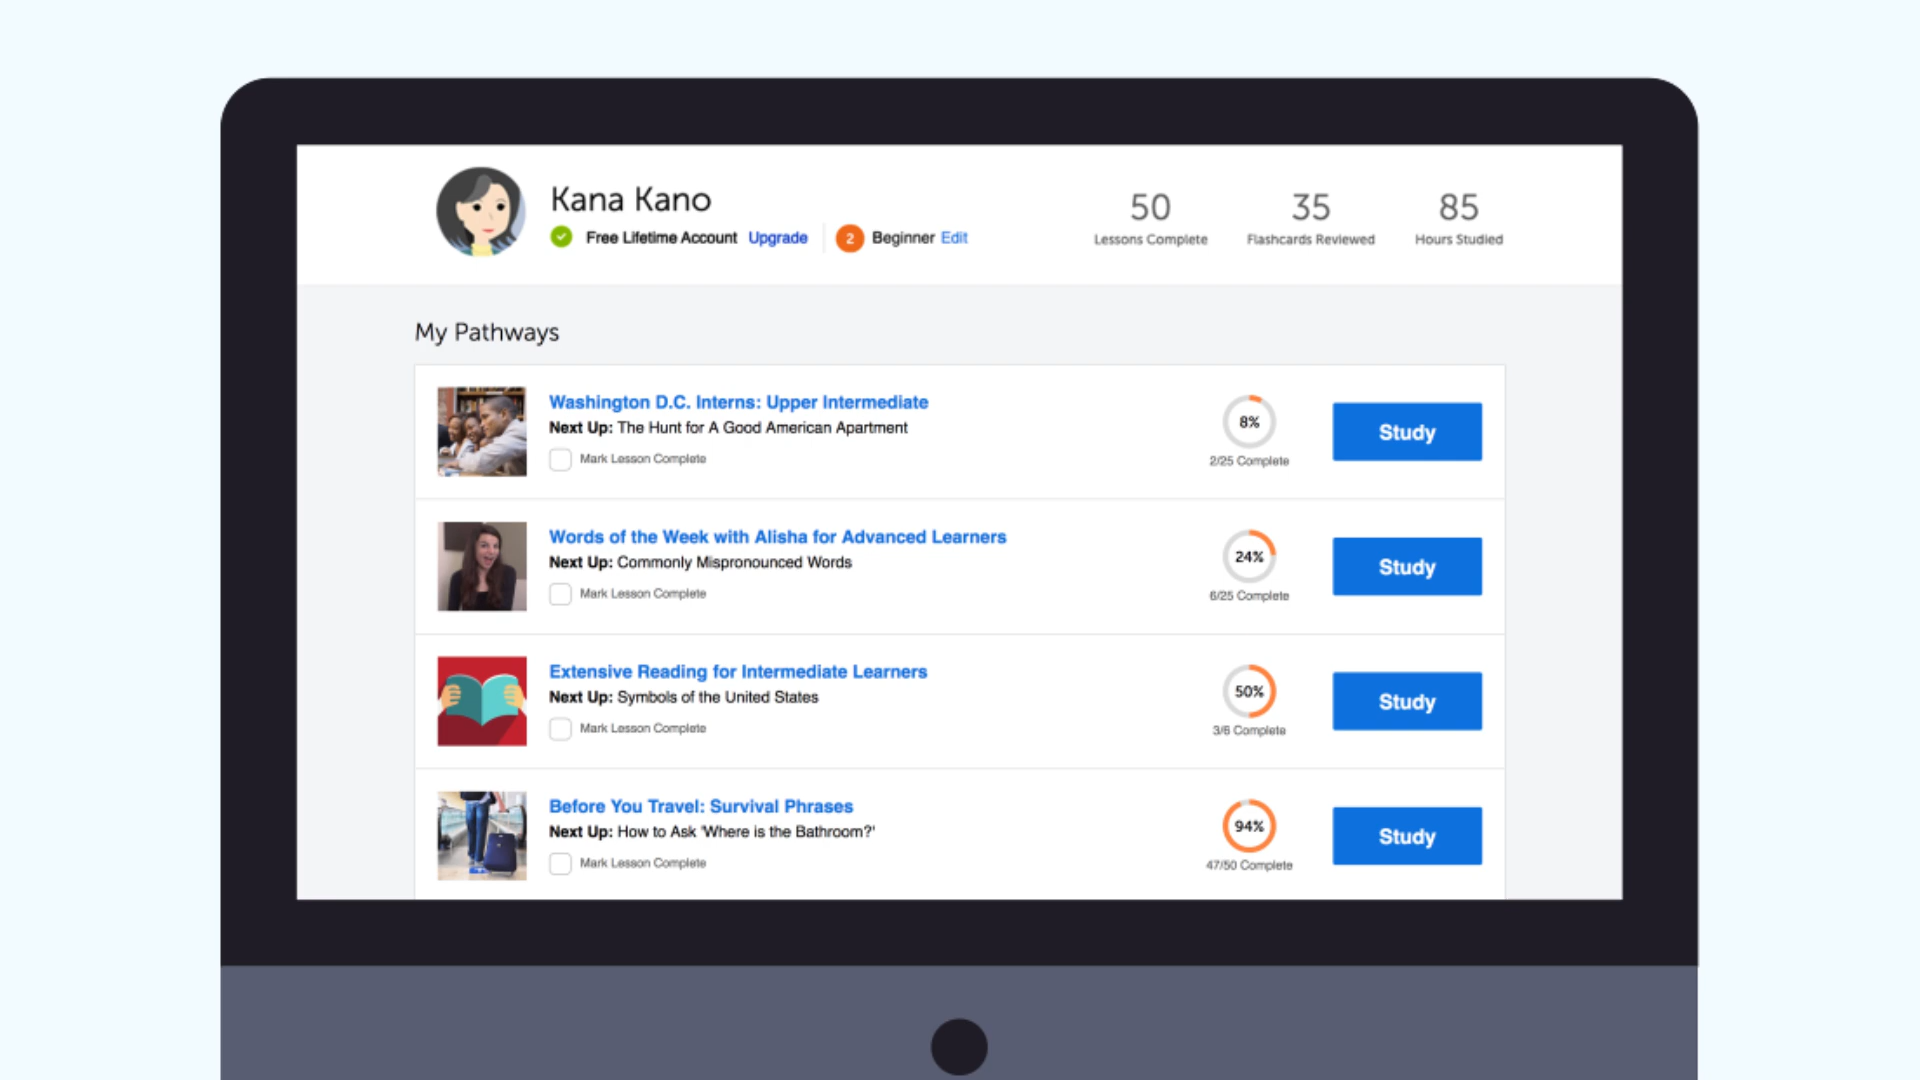 Kana Kano
Free Lifetime Account Upgrade
2 Beginner Edit
50
Lessons Complete
35
Flashcards Reviewed
85
Hours Studied
My Pathways
Washington D.C. Interns: Upper Intermediate
Next Up: The Hunt for A Good American Apartment
Mark Lesson Complete
8%
2/25 Complete
Study
Words of the Week with Alisha for Advanced Learners
Next Up: Commonly Mispronounced Words
Mark Lesson Complete
24%
6/25 Complete
Study
Extensive Reading for Intermediate Learners
Next Up: Symbols of the United States
Mark Lesson Complete
50%
3/6 Complete
Study
Before You Travel: Survival Phrases
Next Up: How to Ask 'Where is the Bathroom?'
Mark Lesson Complete
94%
47/50 Complete
Study